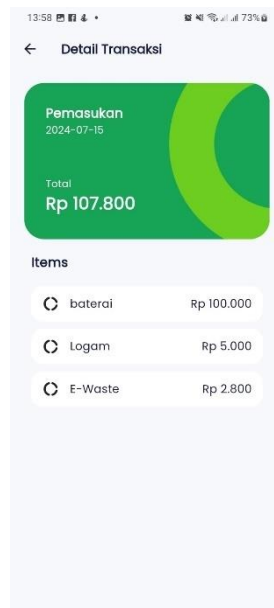 13:58 73%
Detail Transaksi
Pemasukan
2024-07-15
Total
Rp 107.800
Items
baterai Rp 100.000
Logam Rp 5.000
E-Waste Rp 2.800